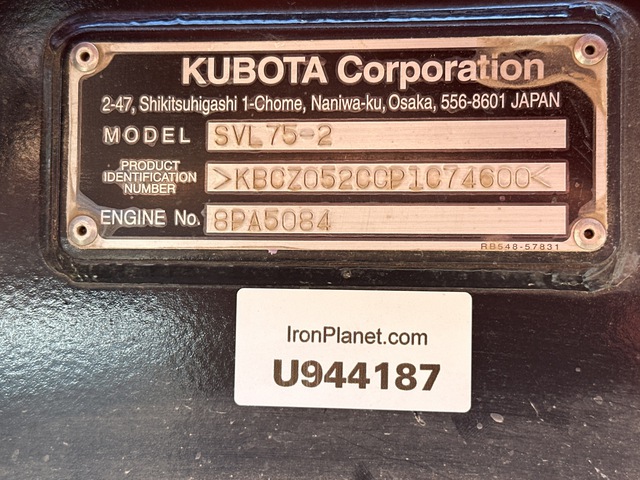 KUBOTA Corporation
2-47, Shikitsuhigashi 1-Chome, Naniwa-ku, Osaka, 556-8601 JAPAN
MODEL SVL75-2
PRODUCT IDENTIFICATION NUMBER >KBCZ052CCP1C74600<
ENGINE No. 8PA5084
RB548-57831
IronPlanet.com
U944187